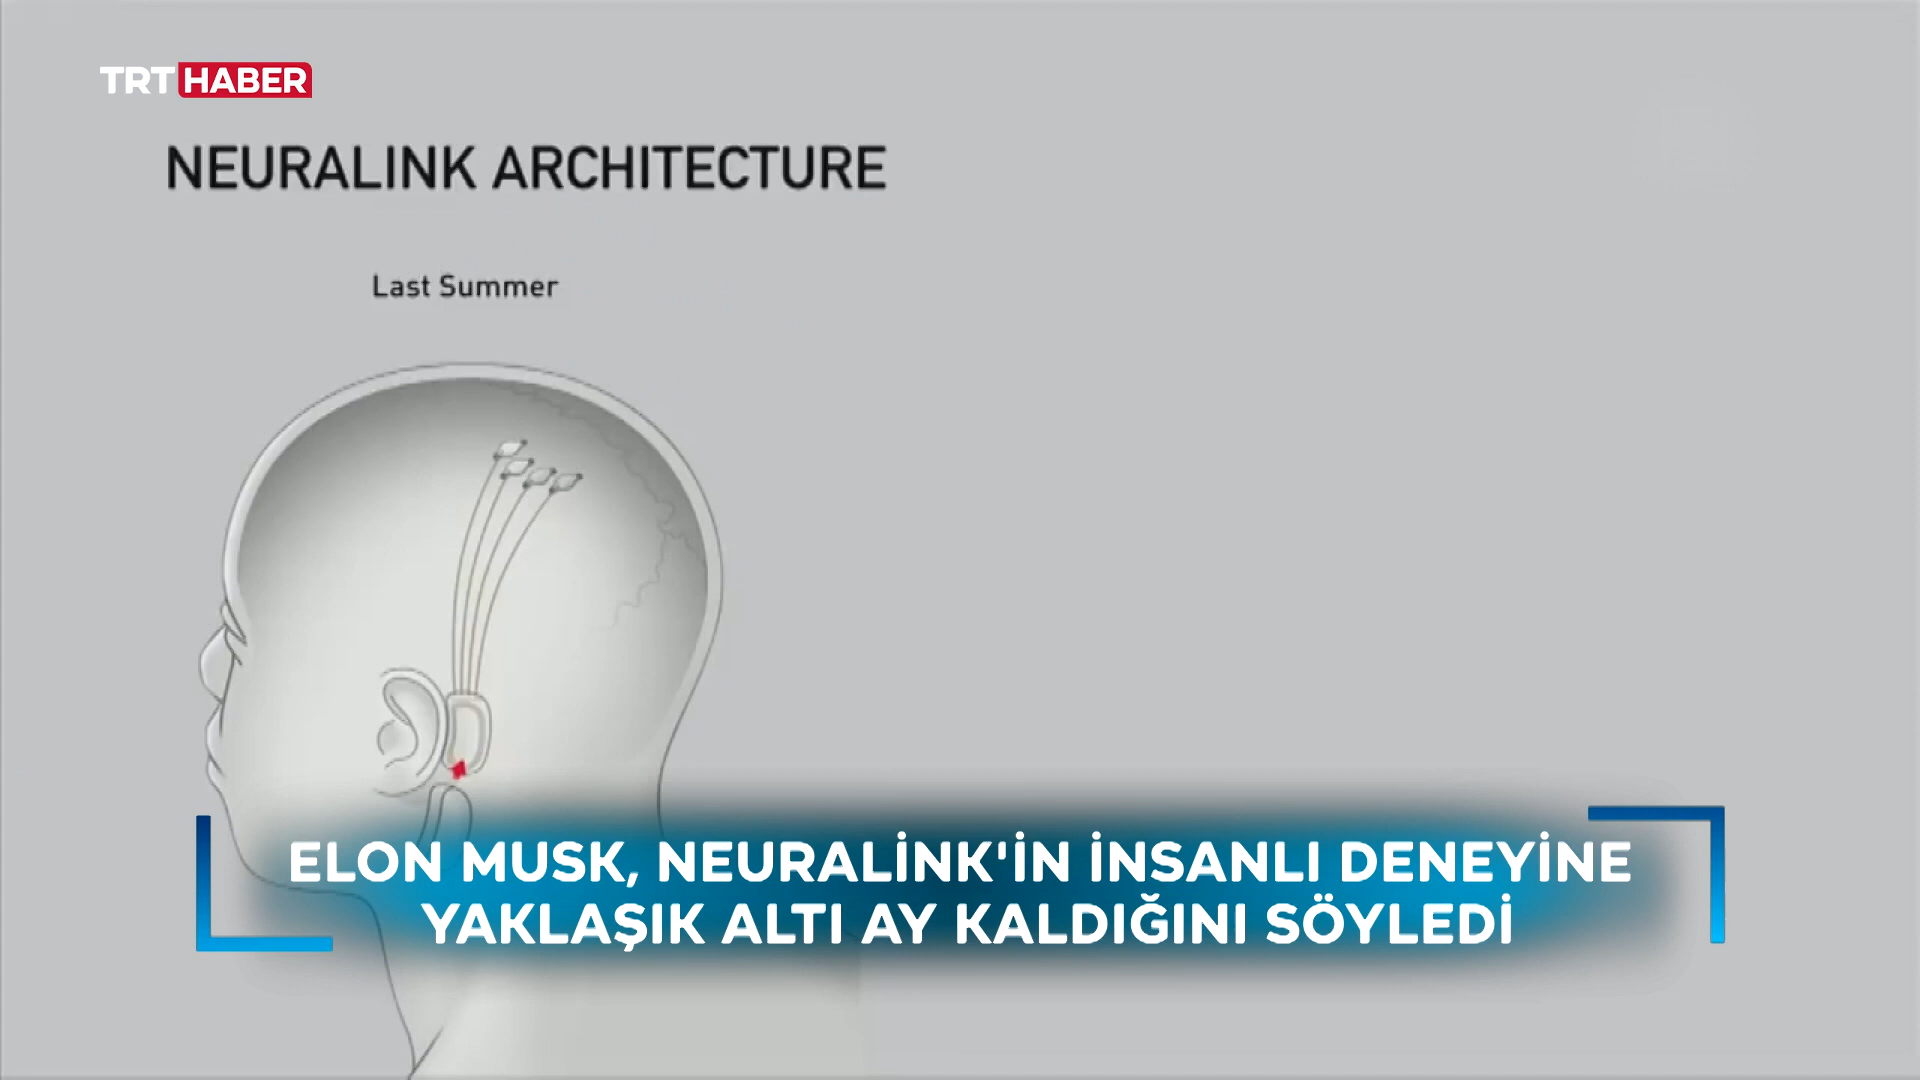 TRT HABER
NEURALINK ARCHITECTURE
Last Summer
ELON MUSK, NEURALİNK'İN İNSANLI DENEYİNE
YAKLAŞIK ALTI AY KALDIĞINI SÖYLEDİ